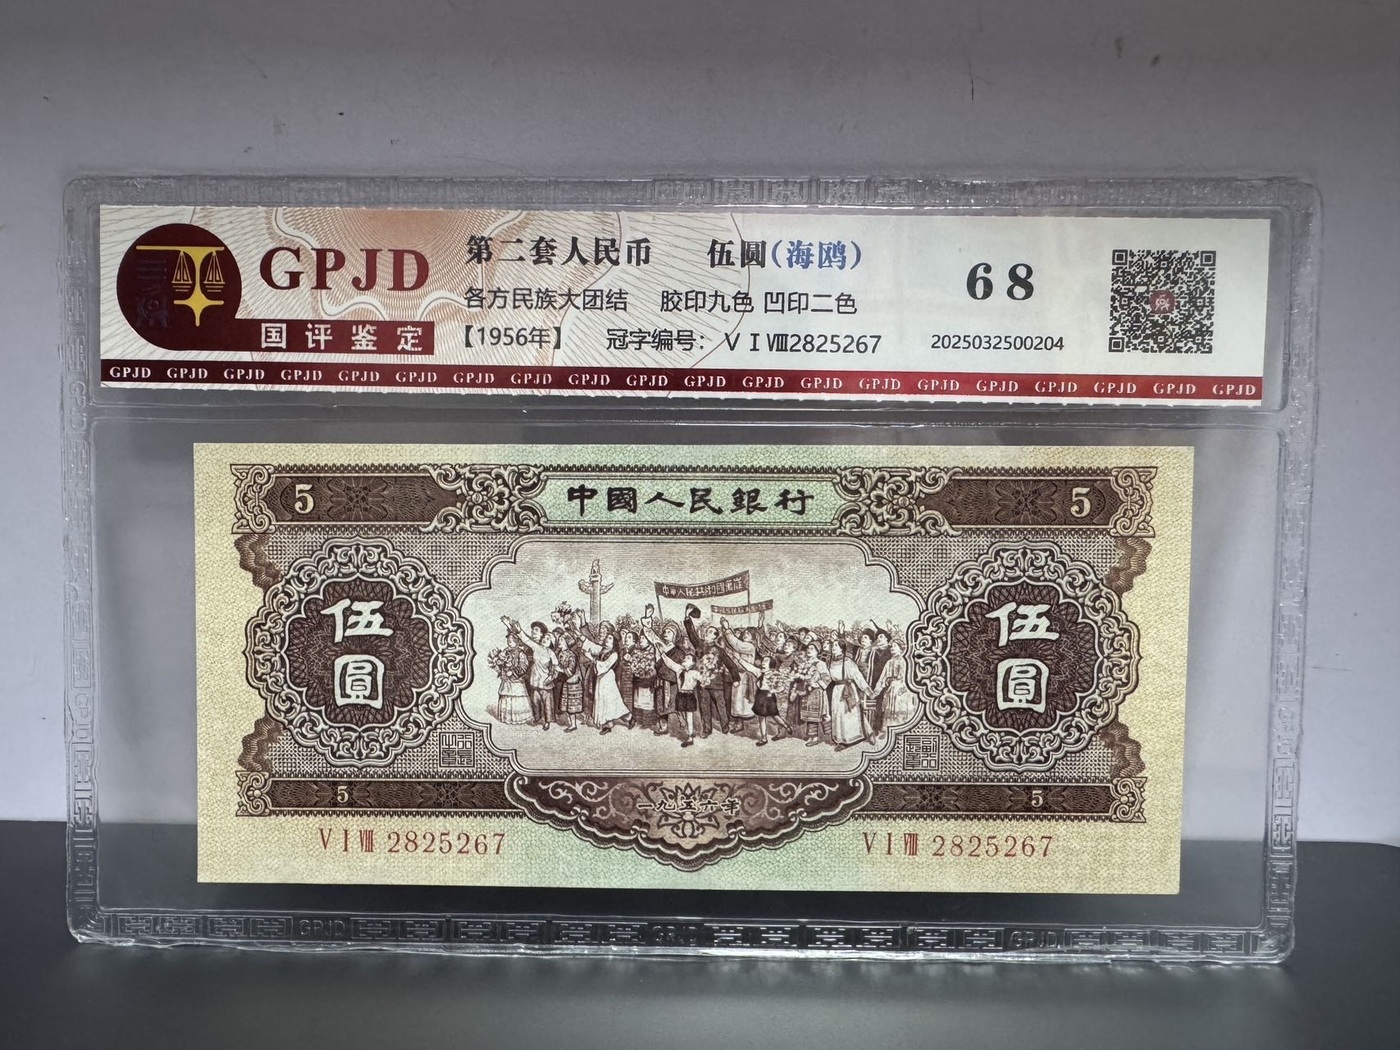 GPJD
国评鉴定
第二套人民币 伍圆(海鸥)
各方民族大团结 胶印九色 凹印二色
【1956年】 冠字编号: V I Ⅷ2825267
68
2025032500204
GPJD GPJD GPJD GPJD GPJD GPJD GPJD GPJD GPJD GPJD GPJD GPJD GPJD GPJD GPJD GPJD GPJD GPJD GPJD GPJD
5 中國人民銀行 5
伍圓 伍圓
5 一九五六年 5
V I Ⅷ 2825267 V I Ⅷ 2825267
GPJD GPJD GPJD